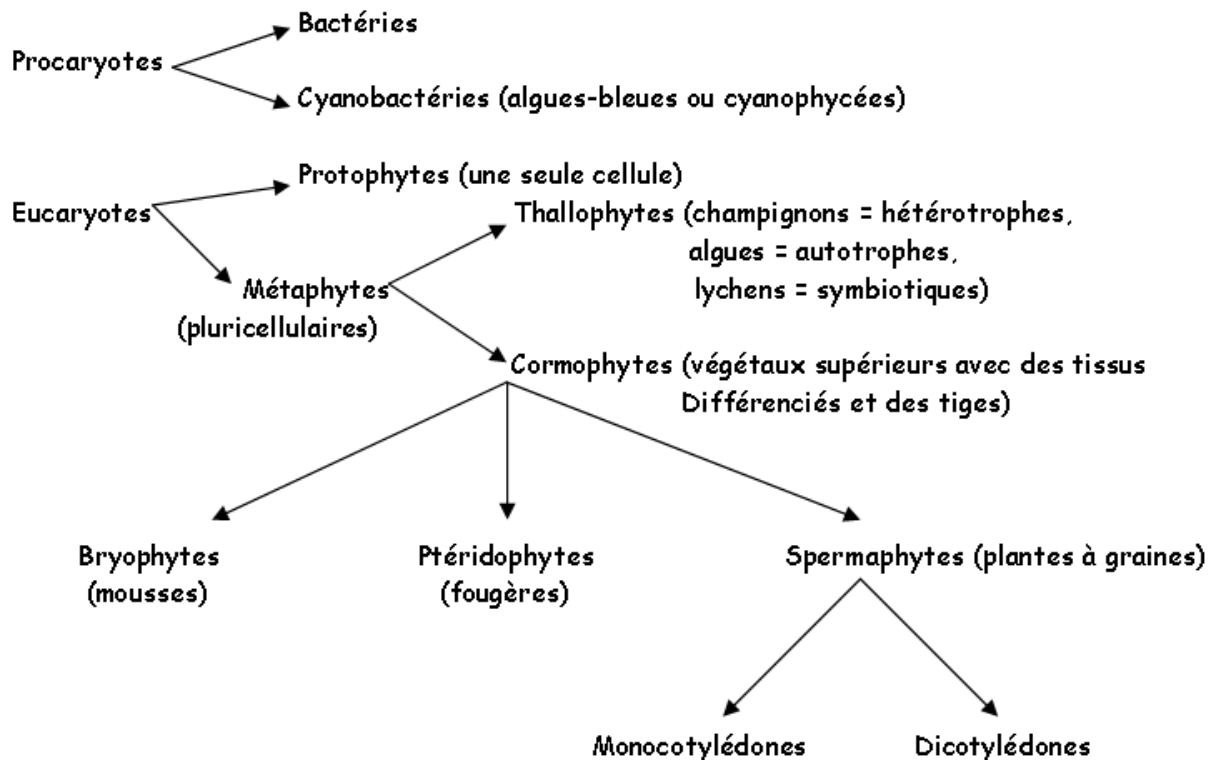 Bactéries
Procaryotes
Cyanobactéries (algues-bleues ou cyanophycées)
Protophytes (une seule cellule)
Eucaryotes
Thallophytes (champignons = hétérotrophes,
algues = autotrophes,
lychens = symbiotiques)
Métaphytes
(pluricellulaires)
Cormophytes (végétaux supérieurs avec des tissus
Différenciés et des tiges)
Bryophytes
(mousses)
Ptéridophytes
(fougères)
Spermaphytes (plantes à graines)
Monocotylédones
Dicotylédones